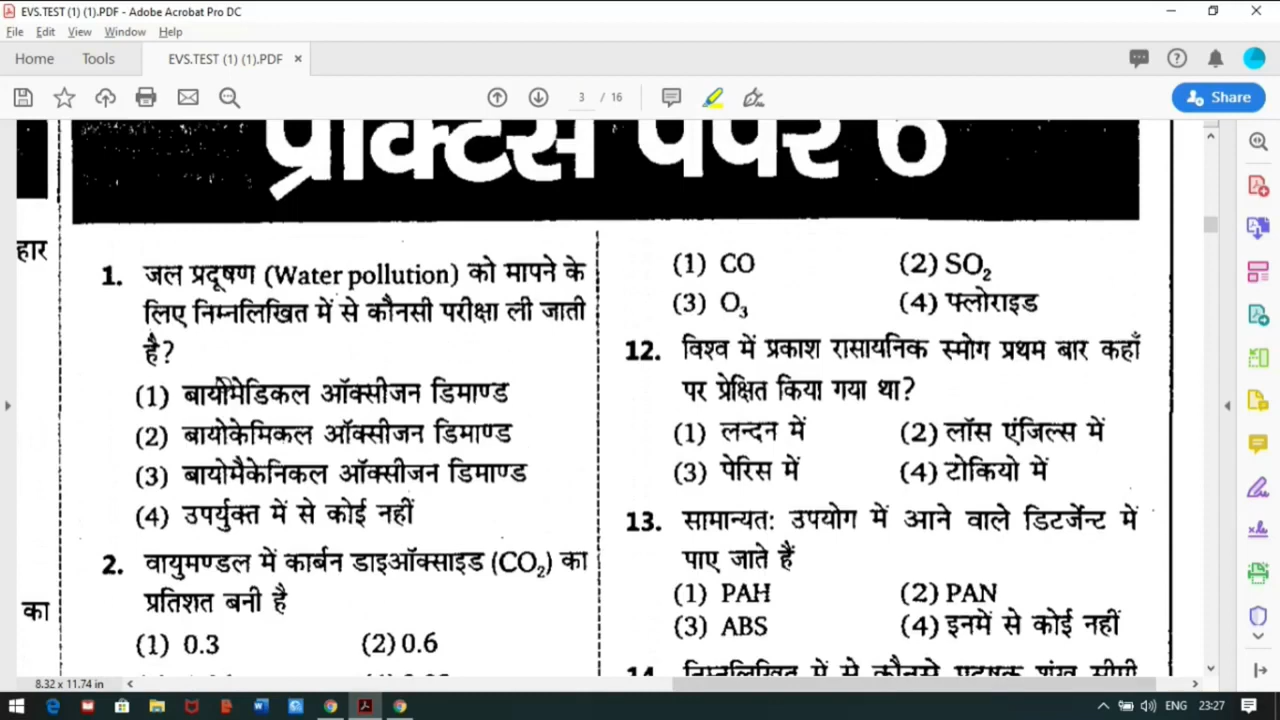 EVS.TEST (1) (1).PDF - Adobe Acrobat Pro DC
File Edit View Window Help
Home Tools EVS.TEST (1) (1).PDF ×
3 / 16
Share
प्रैक्टिस पेपर 6
हार
का
1. जल प्रदूषण (Water pollution) को मापने के
लिए निम्नलिखित में से कौनसी परीक्षा ली जाती
है?
(1) बायोमेडिकल ऑक्सीजन डिमाण्ड
(2) बायोकेमिकल ऑक्सीजन डिमाण्ड
(3) बायोमैकेनिकल ऑक्सीजन डिमाण्ड
(4) उपर्युक्त में से कोई नहीं
2. वायुमण्डल में कार्बन डाइऑक्साइड (CO₂) का
प्रतिशत बनी है
(1) 0.3 (2) 0.6
(1) CO (2) SO₂
(3) O₃ (4) फ्लोराइड
12. विश्व में प्रकाश रासायनिक स्मोग प्रथम बार कहाँ
पर प्रेक्षित किया गया था?
(1) लन्दन में (2) लॉस एंजिल्स में
(3) पेरिस में (4) टोकियो में
13. सामान्यत: उपयोग में आने वाले डिटर्जेन्ट में
पाए जाते हैं
(1) PAH (2) PAN
(3) ABS (4) इनमें से कोई नहीं
14. निम्नलिखित में से कौनसे प्रदूषक
8.32 x 11.74 in
ENG 23:27